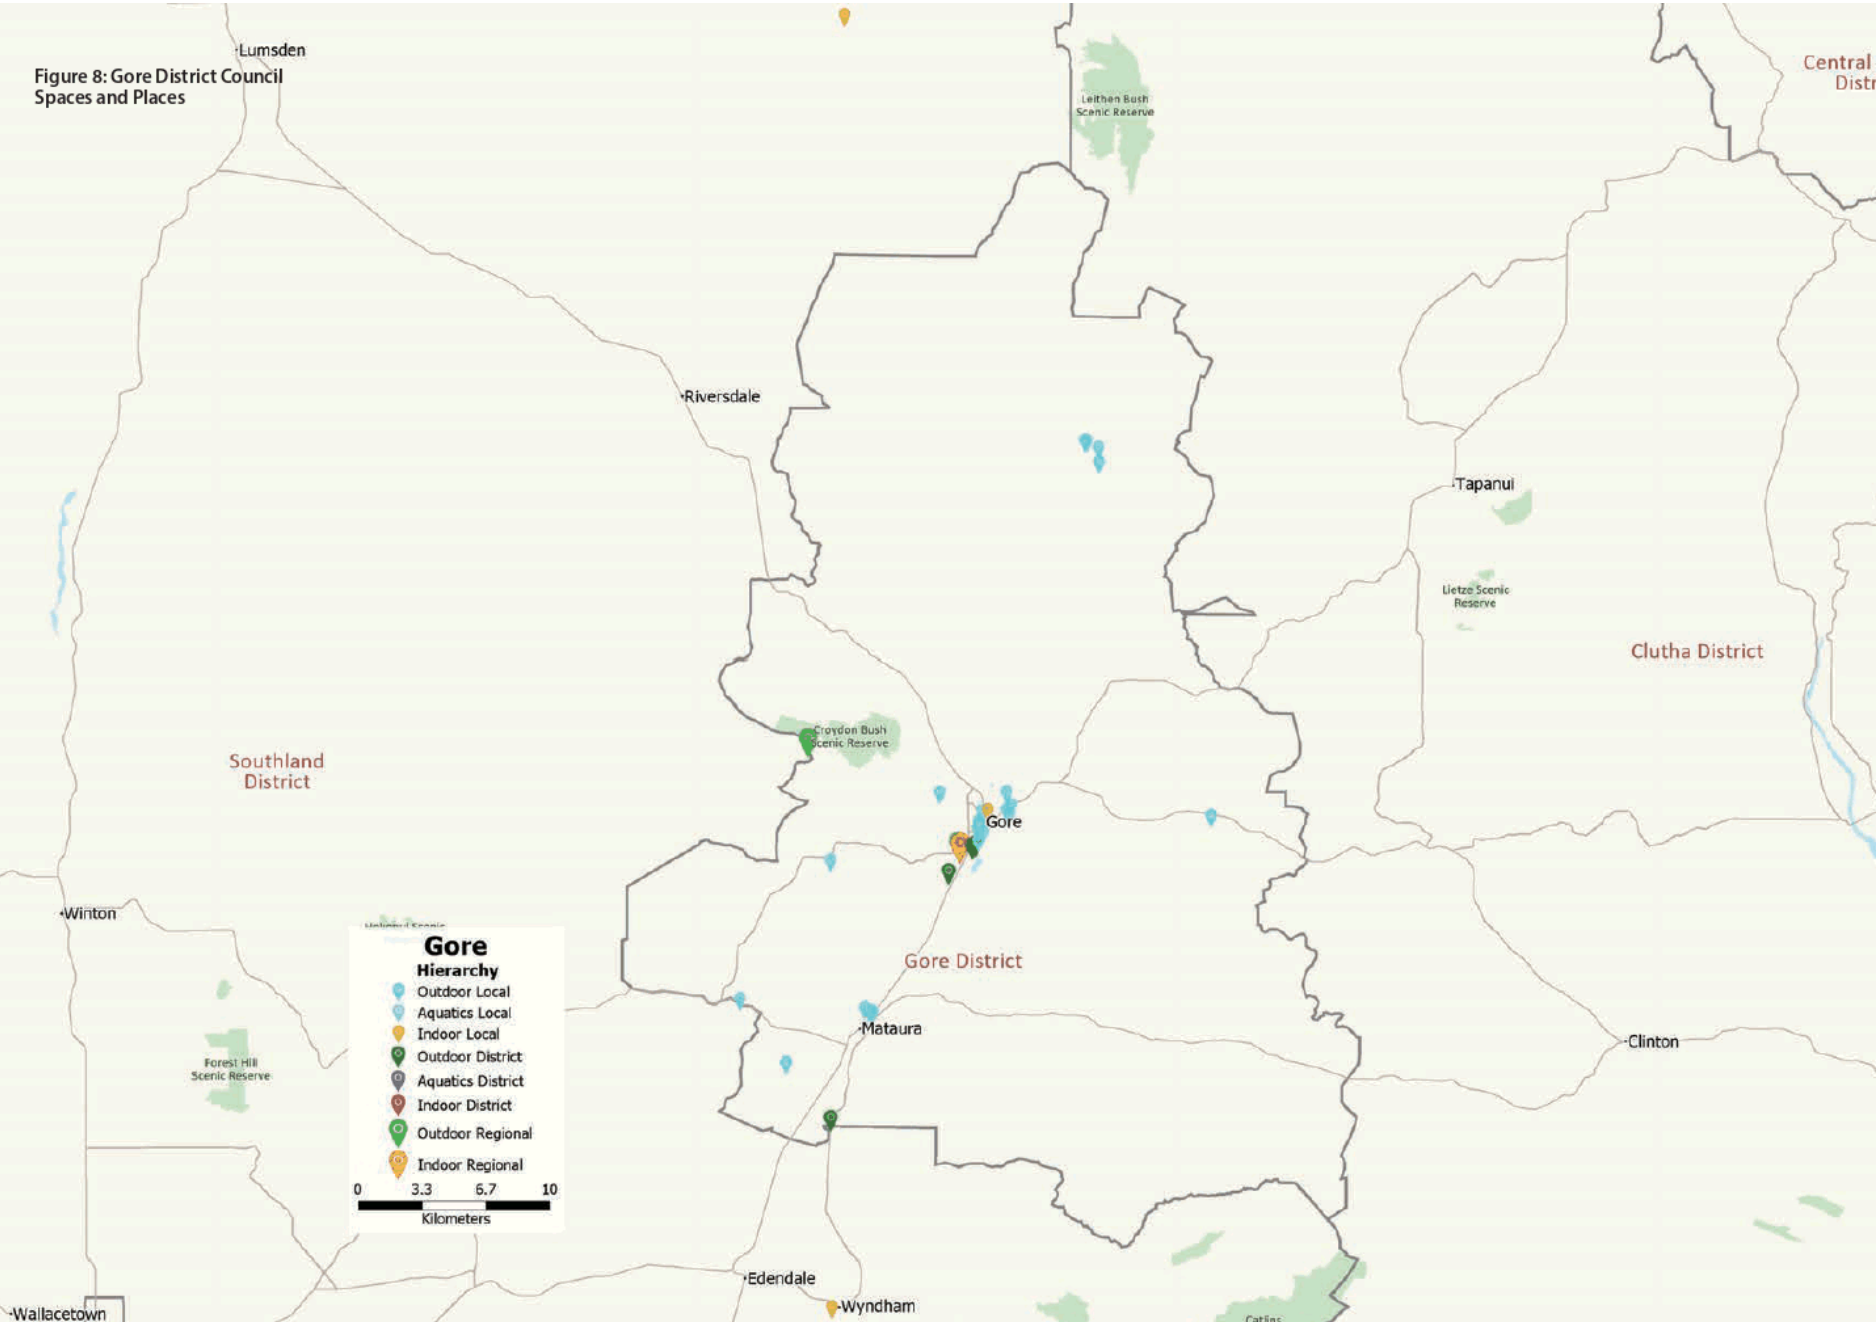 Lumsden
Figure 8: Gore District Council
Spaces and Places
Central
Distr
Leithen Bush
Scenic Reserve
Riversdale
Tapanui
Lietze Scenic
Reserve
Clutha District
Croydon Bush
Scenic Reserve
Southland
District
Gore
Winton
Gore District
Mataura
Clinton
Forest Hill
Scenic Reserve
Gore
Hierarchy
Outdoor Local
Aquatics Local
Indoor Local
Outdoor District
Aquatics District
Indoor District
Outdoor Regional
Indoor Regional
0 3.3 6.7 10
Kilometers
Edendale
Wyndham
Wallacetown
Catlins